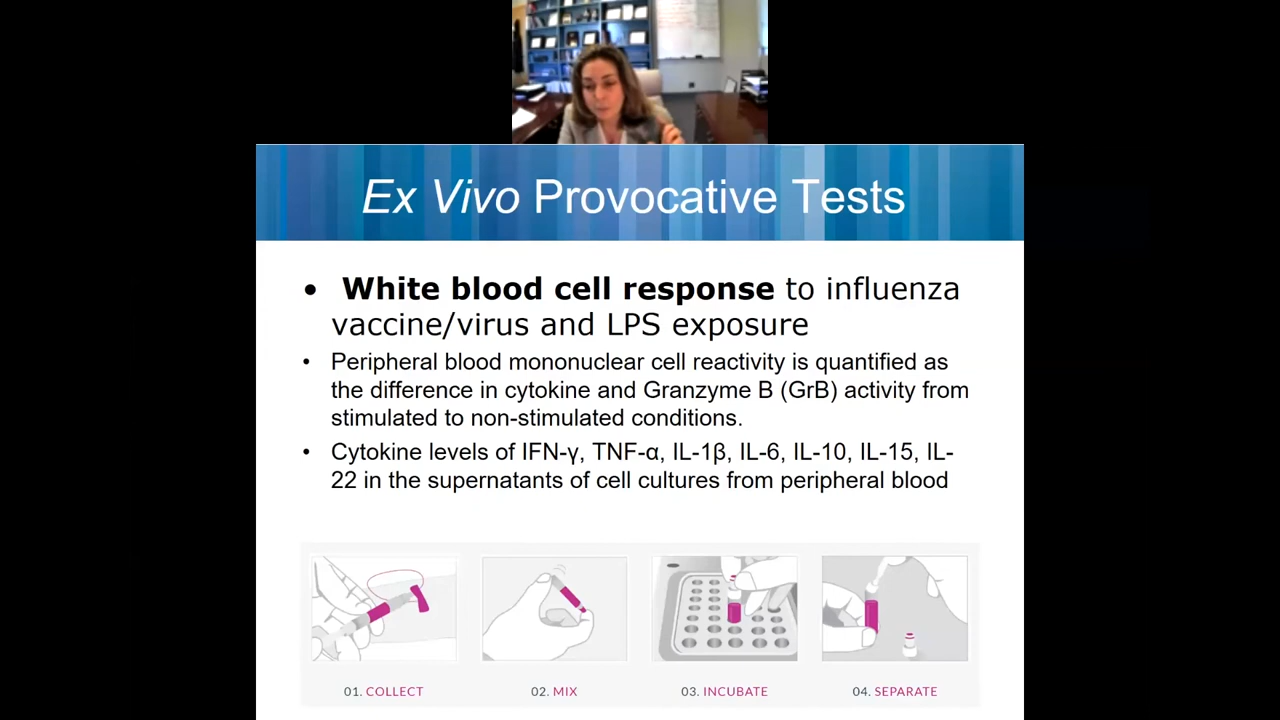 Ex Vivo Provocative Tests
• White blood cell response to influenza
vaccine/virus and LPS exposure
• Peripheral blood mononuclear cell reactivity is quantified as
the difference in cytokine and Granzyme B (GrB) activity from
stimulated to non-stimulated conditions.
• Cytokine levels of IFN-γ, TNF-α, IL-1β, IL-6, IL-10, IL-15, IL-
22 in the supernatants of cell cultures from peripheral blood
01. COLLECT
02. MIX
03. INCUBATE
04. SEPARATE